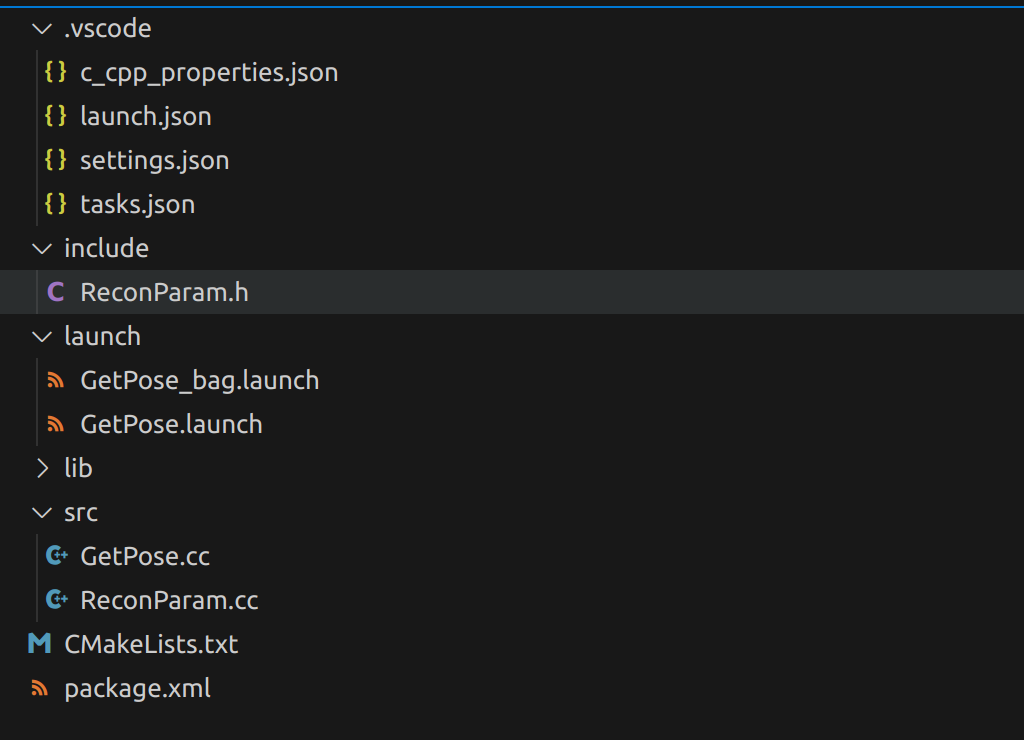 .vscode
c_cpp_properties.json
launch.json
settings.json
tasks.json
include
ReconParam.h
launch
GetPose_bag.launch
GetPose.launch
lib
src
GetPose.cc
ReconParam.cc
CMakeLists.txt
package.xml